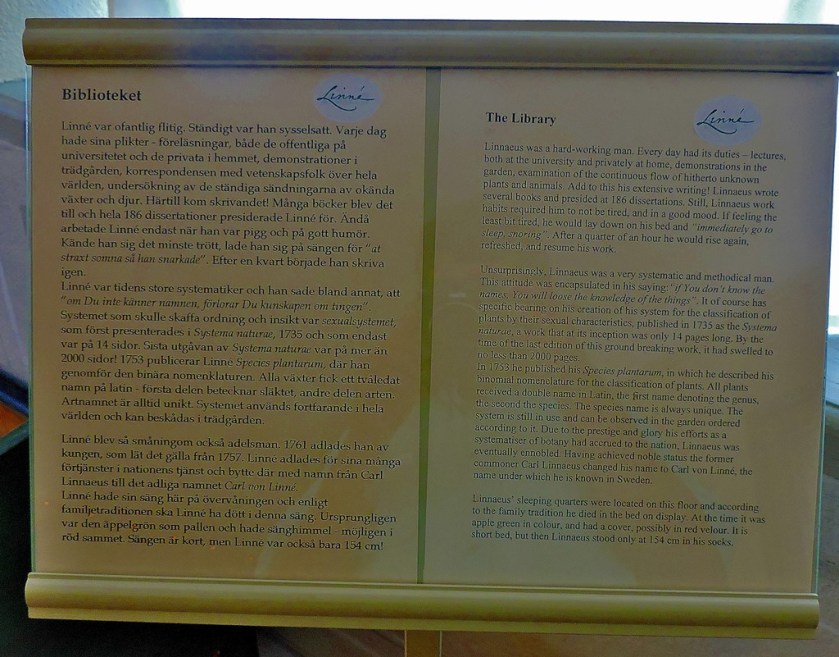 Biblioteket
Linné
Linné var ofantlig flitig. Ständigt var han sysselsatt. Varje dag
hade sina plikter - föreläsningar, både de offentliga på
universitetet och de privata i hemmet, demonstrationer i
trädgården, korrespondensen med vetenskapsfolk över hela
världen, undersökning av de ständiga sändningarna av okända
växter och djur. Härtill kom skrivandet! Många böcker blev det
till och hela 186 dissertationer presiderade Linné för. Ändå
arbetade Linné endast när han var pigg och på gott humör.
Kände han sig det minste trött, lade han sig på sängen för "at
straxt somna så han snarkade". Efter en kvart började han skriva
igen.
Linné var tidens store systematiker och han sade bland annat, att
"om Du inte känner namnen, förlorar Du kunskapen om tingen"
Systemet som skulle skaffa ordning och insikt var sexualsystemet,
som först presenterades i Systema naturae, 1735 och som endast
var på 14 sidor. Sista utgåvan av Systema naturae var på mer än
2000 sidor! 1753 publicerar Linné Species plantarum, där han
genomför den binära nomenklaturen. Alla växter fick ett tvåledat
namn på latin - första delen betecknar släktet, andre delen arten.
Artnamnet är alltid unikt. Systemet används fortfarande i hela
världen och kan beskådas i trädgården.
Linné blev så småningom också adelsman. 1761 adlades han av
kungen, som lät det gälla från 1757. Linné adlades för sina många
förtjänster i nationens tjänst och bytte där med namn från Carl
Linnaeus till det adliga namnet Carl von Linné.
Linné hade sin säng här på övervåningen och enligt
familjetraditionen ska Linné ha dött i denna säng. Ursprungligen
var den äppelgrön som pallen och hade sänghimmel - möjligen i
röd sammet. Sängen är kort, men Linné var också bara 154 cm!
The Library
Linné
Linnaeus was a hard-working man. Every day had its duties – lectures,
both at the university and privately at home, demonstrations in the
garden, examination of the continuous flow of hitherto unknown
plants and animals. Add to this his extensive writing! Linnaeus wrote
several books and presided at 186 dissertations. Still, Linnaeus work
habits required him to not be tired, and in a good mood. If feeling the
least bit tired, he would lay down on his bed and "immediately go to
sleep, snoring". After a quarter of an hour he would rise again,
refreshed, and resume his work.
Unsurprisingly, Linnaeus was a very systematic and methodical man.
This attitude was encapsulated in his saying: "if You don't know the
names, You will loose the knowledge of the things". It of course has
specific bearing on his creation of his system for the classification of
plants by their sexual characteristics, published in 1735 as the Systema
naturae, a work that at its inception was only 14 pages long. By the
time of the last edition of this ground breaking work, it had swelled to
no less than 2000 pages.
In 1753 he published his Species plantarum, in which he described his
binomial nomenclature for the classification of plants. All plants
received a double name in Latin, the first name denoting the genus,
the second the species. The species name is always unique. The
system is still in use and can be observed in the garden ordered
according to it. Due to the prestige and glory his efforts as a
systematiser of botany had accrued to the nation, Linnaeus was
eventually ennobled. Having achieved noble status the former
commoner Carl Linnaeus changed his name to Carl von Linné, the
name under which he is known in Sweden.
Linnaeus' sleeping quarters were located on this floor and according
to the family tradition he died in the bed on display. At the time it was
apple green in colour, and had a cover, possibly in red velour. It is
short bed, but then Linnaeus stood only at 154 cm in his socks.